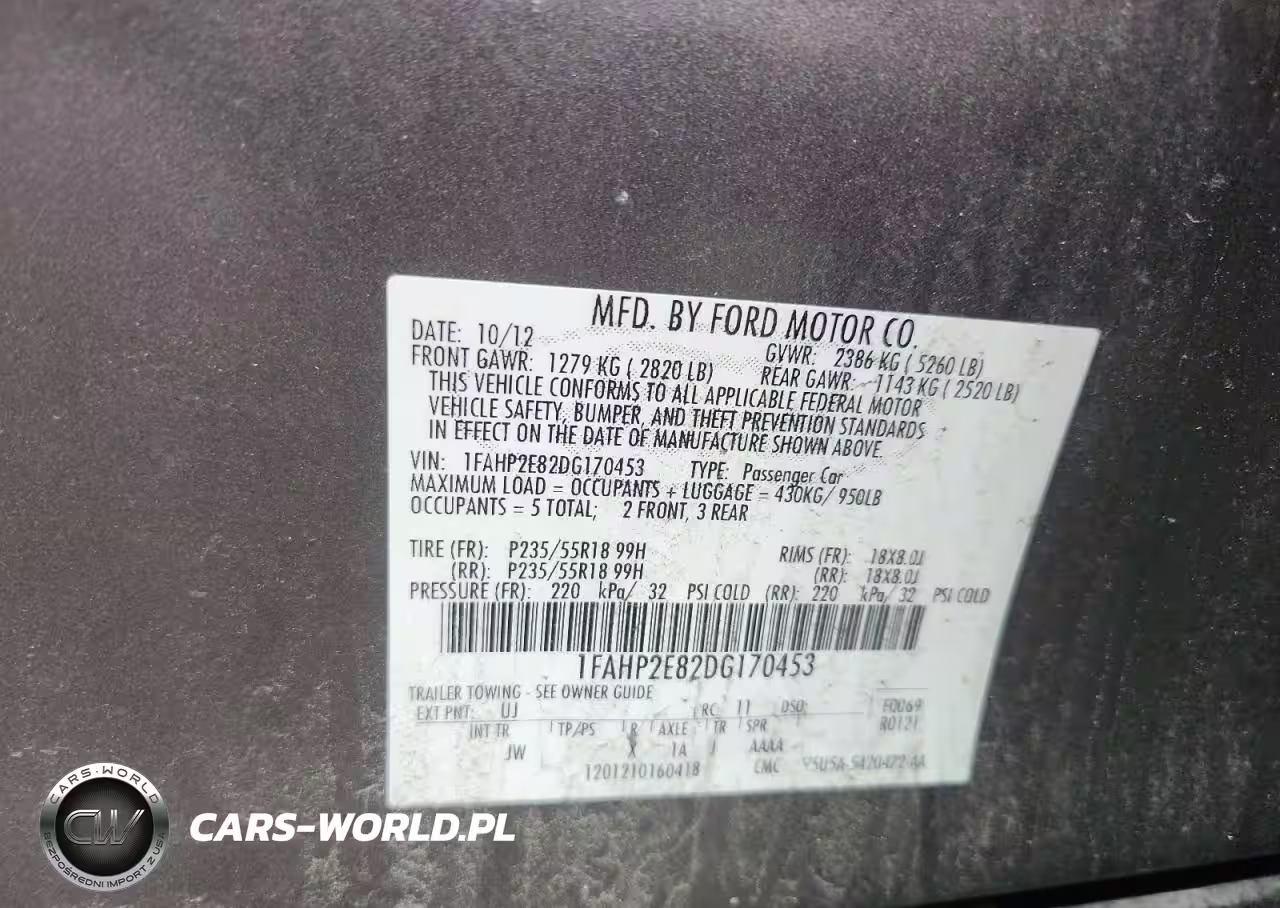 MFD. BY FORD MOTOR CO.
DATE: 10/12
GVWR: 2386 KG ( 5260 LB)
FRONT GAWR: 1279 KG ( 2820 LB)
REAR GAWR: 1143 KG ( 2520 LB)
THIS VEHICLE CONFORMS TO ALL APPLICABLE FEDERAL MOTOR
VEHICLE SAFETY, BUMPER, AND THEFT PREVENTION STANDARDS
IN EFFECT ON THE DATE OF MANUFACTURE SHOWN ABOVE.
VIN: 1FAHP2E82DG170453 TYPE: Passenger Car
MAXIMUM LOAD = OCCUPANTS + LUGGAGE = 430KG/ 950LB
OCCUPANTS = 5 TOTAL; 2 FRONT, 3 REAR
TIRE (FR): P235/55R18 99H RIMS (FR): 18X8.0J
(RR): P235/55R18 99H (RR): 18X8.0J
PRESSURE (FR): 220 kPa/ 32 PSI COLD (RR): 220 kPa/ 32 PSI COLD
1FAHP2E82DG170453
TRAILER TOWING - SEE OWNER GUIDE
EXT PNT: UJ RC: 11 DSO: F0069
INT TR TP/PS R AXLE TR SPR
JW X 1A J AAAA
1201210160418 CMC
CARS-WORLD
CW
BEZPOŚREDNI IMPORT Z USA
CARS-WORLD.PL